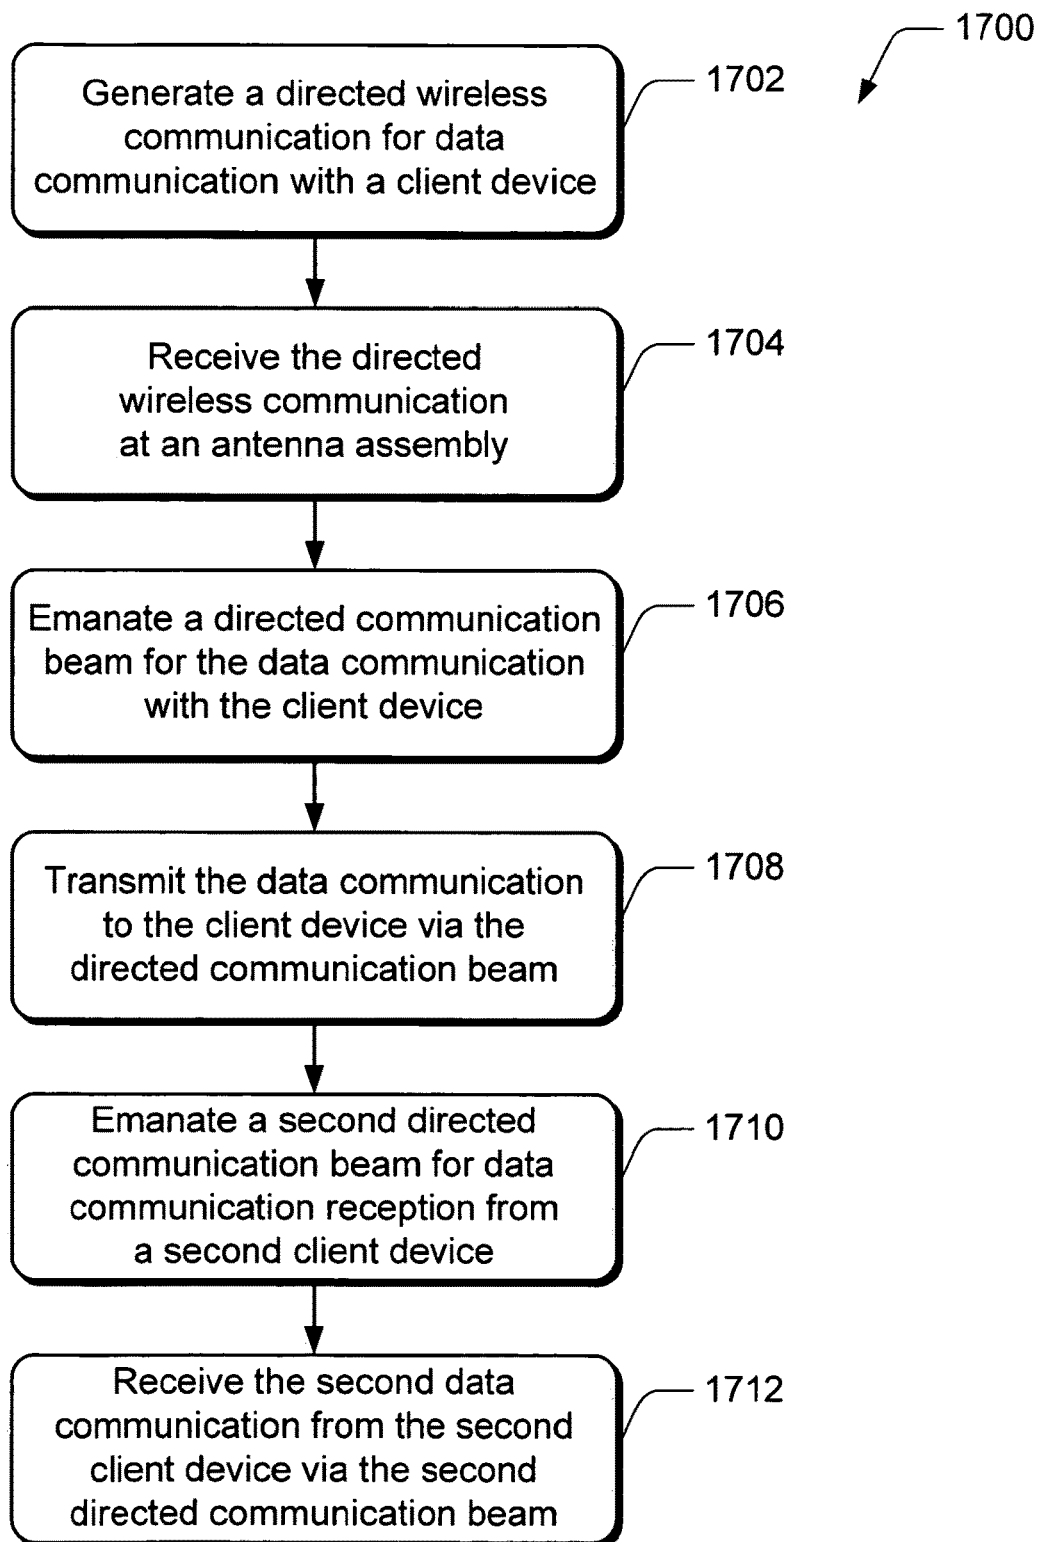 1700
Generate a directed wireless
communication for data
communication with a client device
1702
Receive the directed
wireless communication
at an antenna assembly
1704
Emanate a directed communication
beam for the data communication
with the client device
1706
Transmit the data communication
to the client device via the
directed communication beam
1708
Emanate a second directed
communication beam for data
communication reception from
a second client device
1710
Receive the second data
communication from the second
client device via the second
directed communication beam
1712